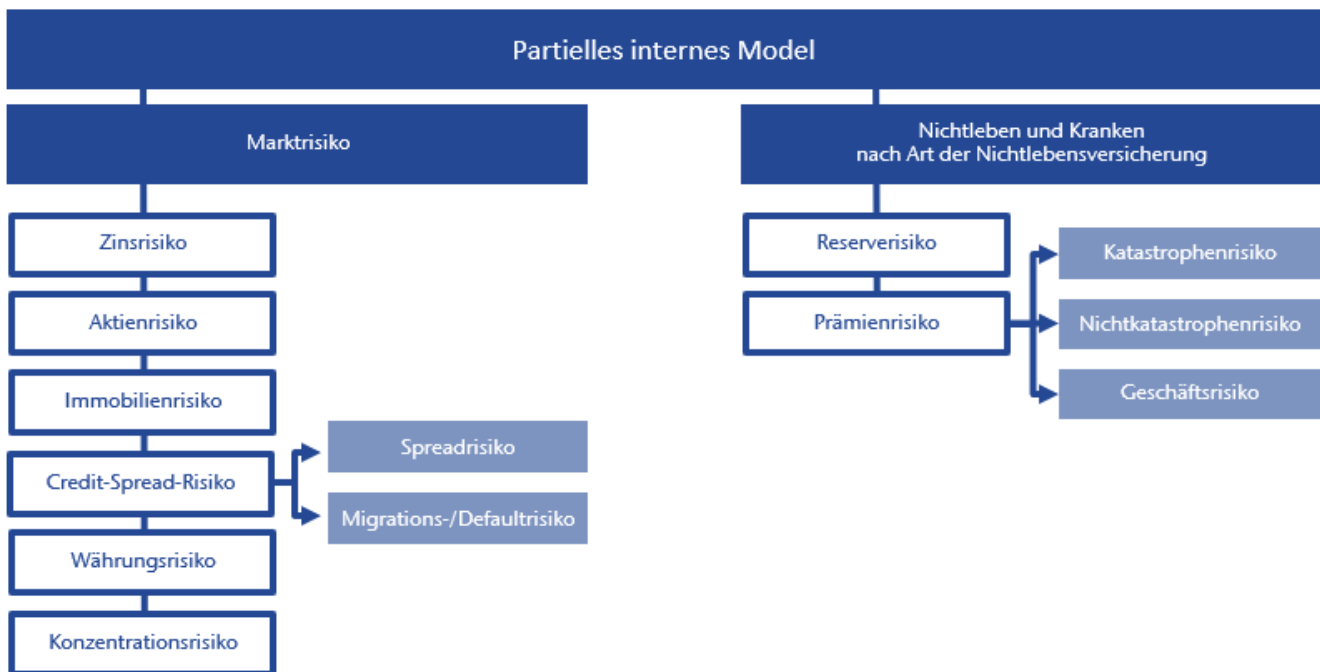 Partielles internes Model
Marktrisiko
Zinsrisiko
Aktienrisiko
Immobilienrisiko
Credit-Spread-Risiko
Spreadrisiko
Migrations-/Defaultrisiko
Währungsrisiko
Konzentrationsrisiko
Nichtleben und Kranken
nach Art der Nichtlebensversicherung
Reserverisiko
Prämienrisiko
Katastrophenrisiko
Nichtkatastrophenrisiko
Geschäftsrisiko